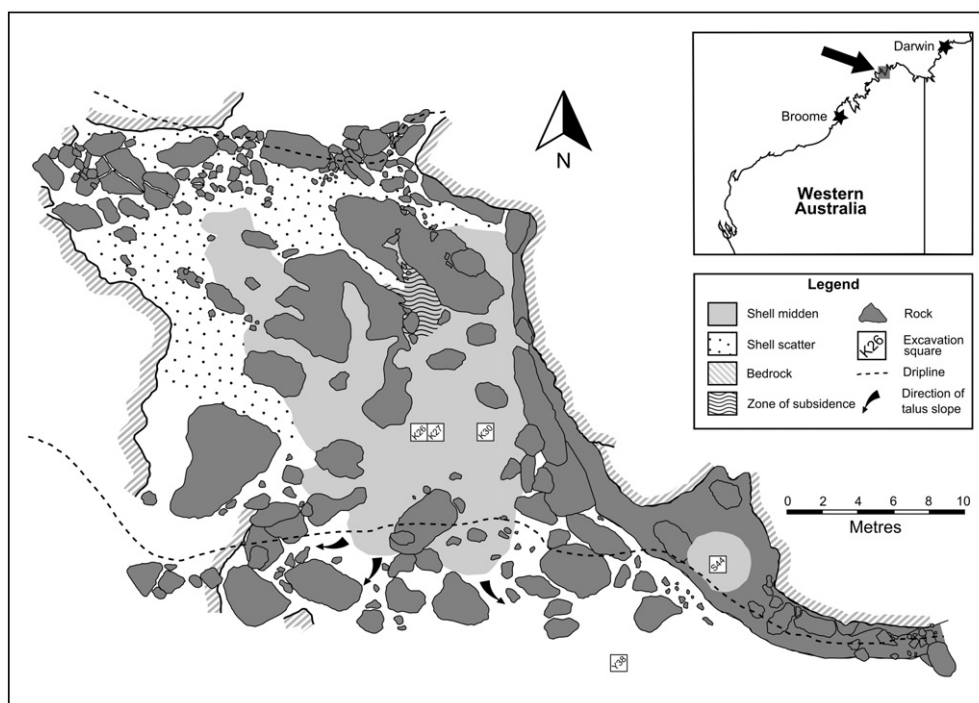 Darwin
Broome
Western
Australia
N
Legend
Shell midden
Rock
Shell scatter
K26
Excavation
square
Bedrock
Dripline
Zone of subsidence
Direction of
talus slope
K26
K27
K30
0 2 4 6 8 10
Metres
S44
Y38